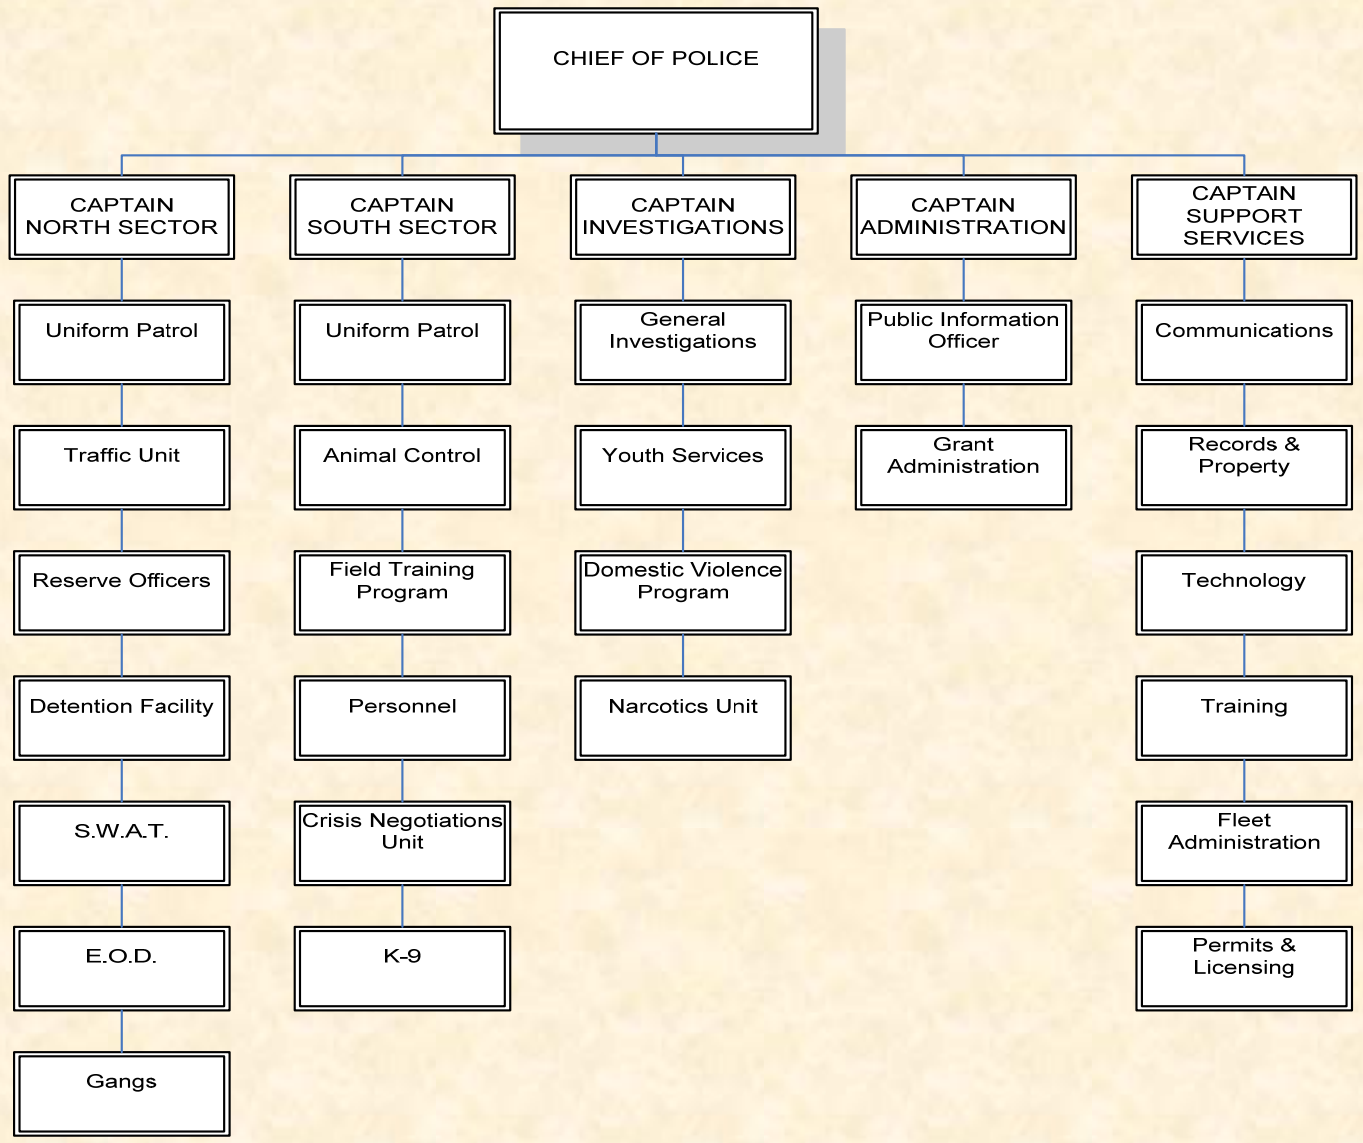 CHIEF OF POLICE
CAPTAIN
NORTH SECTOR
CAPTAIN
SOUTH SECTOR
CAPTAIN
INVESTIGATIONS
CAPTAIN
ADMINISTRATION
CAPTAIN
SUPPORT
SERVICES
Uniform Patrol
Uniform Patrol
General
Investigations
Public Information
Officer
Communications
Traffic Unit
Animal Control
Youth Services
Grant
Administration
Records &
Property
Reserve Officers
Field Training
Program
Domestic Violence
Program
Technology
Detention Facility
Personnel
Narcotics Unit
Training
S.W.A.T.
Crisis Negotiations
Unit
Fleet
Administration
E.O.D.
K-9
Permits &
Licensing
Gangs